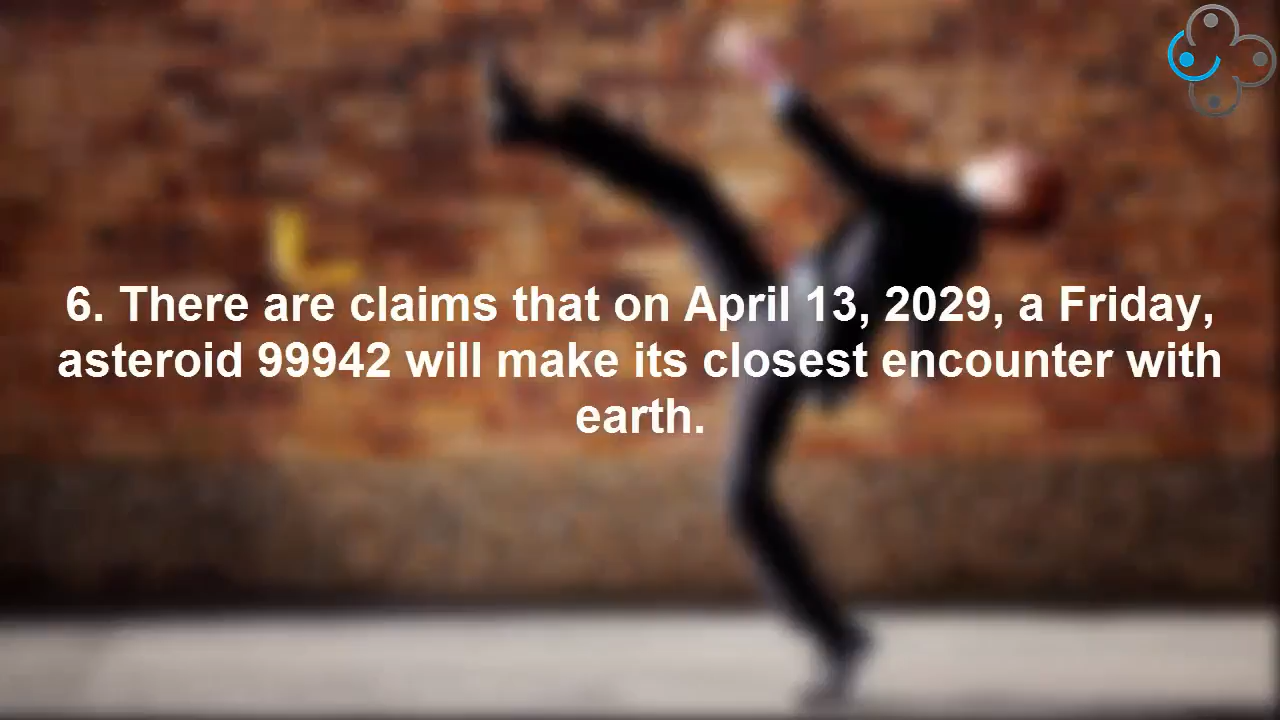 6. There are claims that on April 13, 2029, a Friday,
asteroid 99942 will make its closest encounter with
earth.